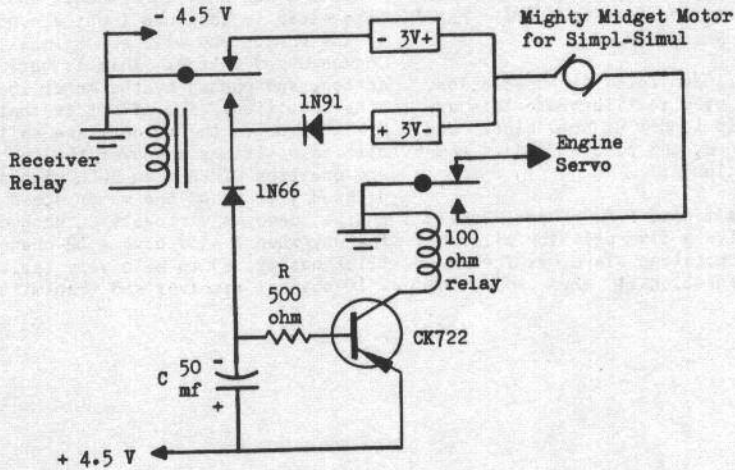 - 4.5 V
Mighty Midget Motor
for Simpl-Simul
- 3V+
1N91
+ 3V-
Receiver
Relay
Engine
Servo
1N66
100
ohm
relay
R
500
ohm
CK722
-
C 50
mf
+
+ 4.5 V